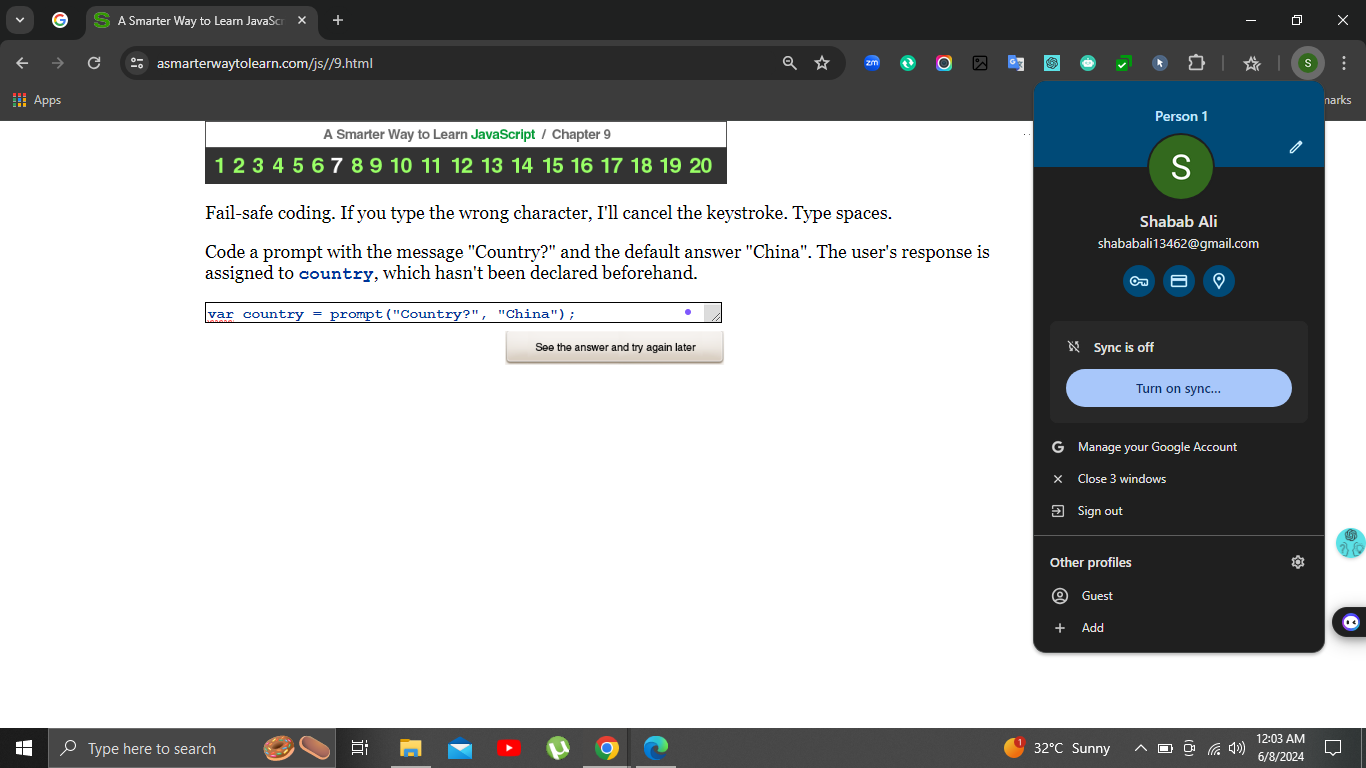 A Smarter Way to Learn JavaScr
asmarterwaytolearn.com/js//9.html
zm
S
Apps
marks
A Smarter Way to Learn JavaScript / Chapter 9
1 2 3 4 5 6 7 8 9 10 11 12 13 14 15 16 17 18 19 20
Fail-safe coding. If you type the wrong character, I'll cancel the keystroke. Type spaces.
Code a prompt with the message "Country?" and the default answer "China". The user's response is
assigned to country, which hasn't been declared beforehand.
var country = prompt("Country?", "China");
See the answer and try again later
Person 1
S
Shabab Ali
shababali13462@gmail.com
Sync is off
Turn on sync...
Manage your Google Account
Close 3 windows
Sign out
Other profiles
Guest
Add
Type here to search
1
32°C Sunny
12:03 AM
6/8/2024